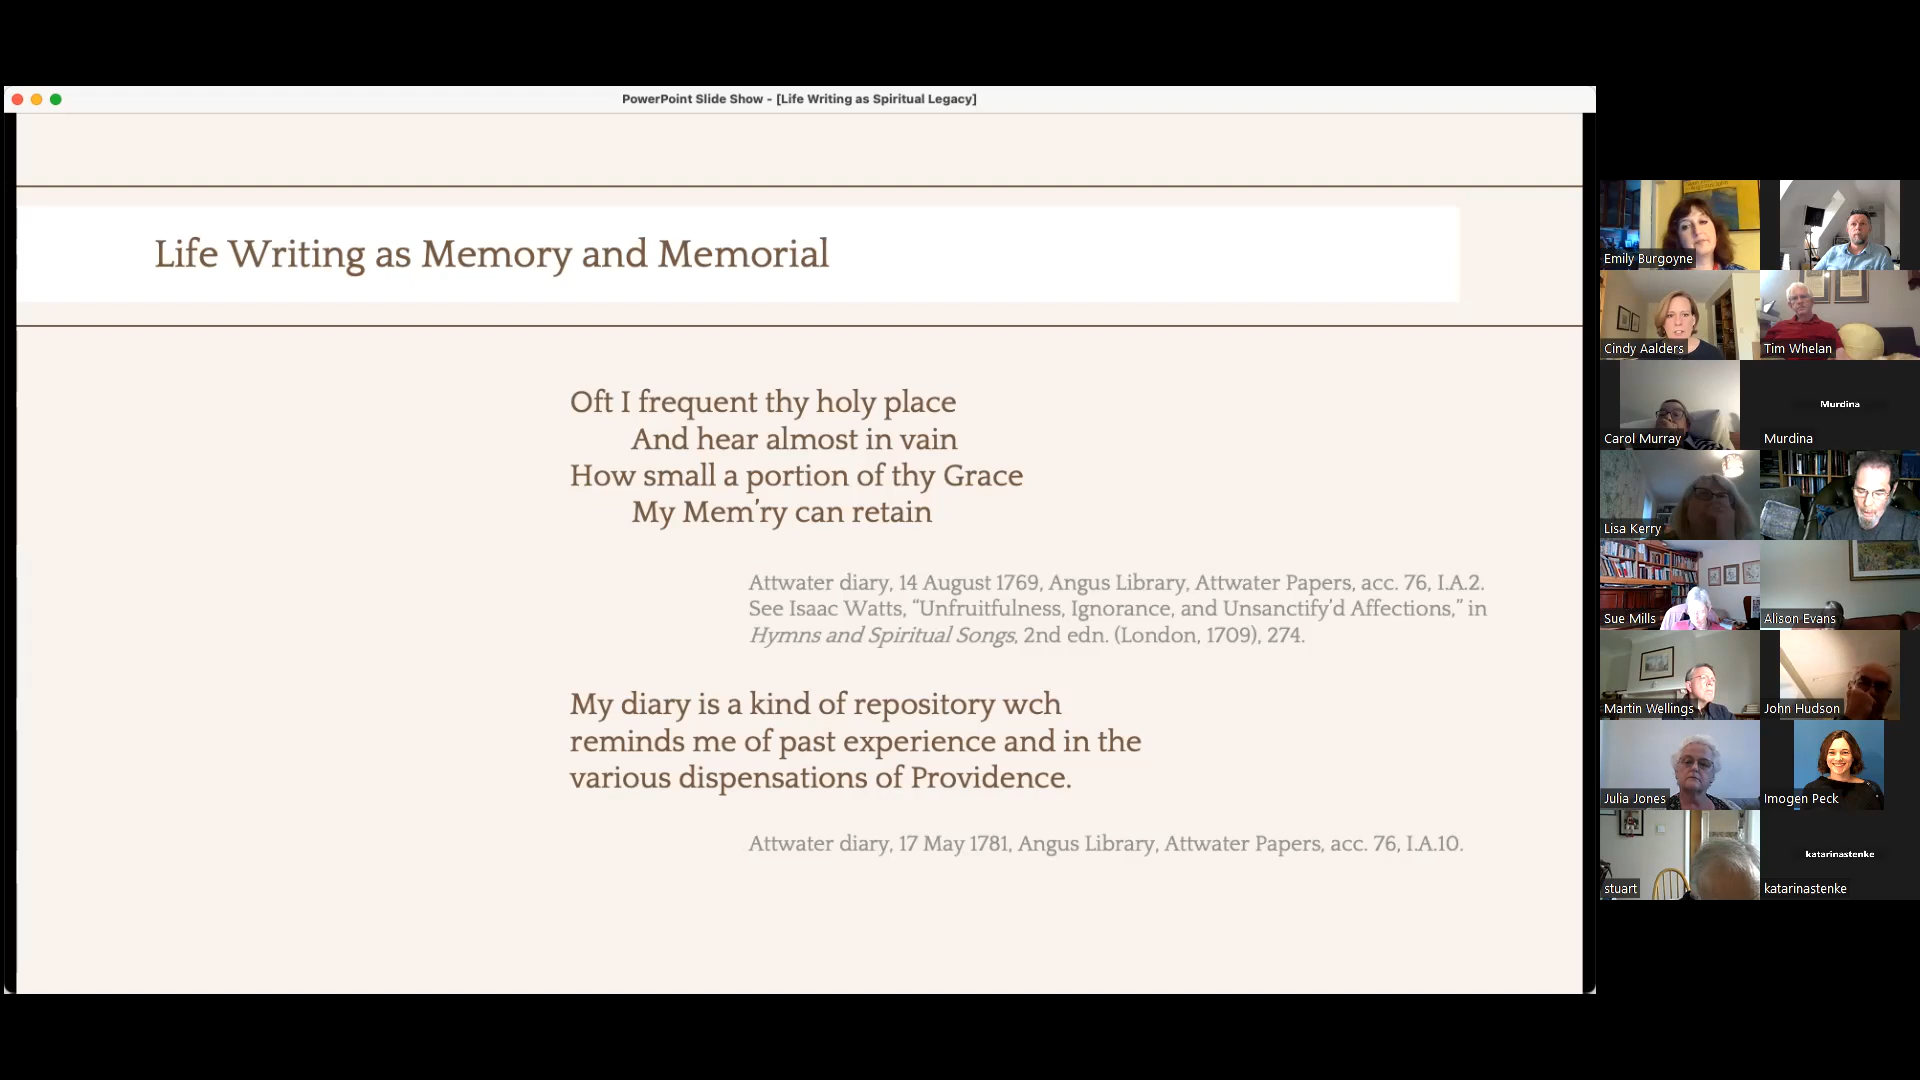 PowerPoint Slide Show - [Life Writing as Spiritual Legacy]
Life Writing as Memory and Memorial
Oft I frequent thy holy place
And hear almost in vain
How small a portion of thy Grace
My Mem’ry can retain
Attwater diary, 14 August 1769, Angus Library, Attwater Papers, acc. 76, I.A.2.
See Isaac Watts, “Unfruitfulness, Ignorance, and Unsanctify’d Affections,” in
Hymns and Spiritual Songs, 2nd edn. (London, 1709), 274.
My diary is a kind of repository wch
reminds me of past experience and in the
various dispensations of Providence.
Attwater diary, 17 May 1781, Angus Library, Attwater Papers, acc. 76, I.A.10.
Emily Burgoyne
Cindy Aalders
Tim Whelan
Carol Murray
Murdina
Murdina
Lisa Kerry
Sue Mills
Alison Evans
Martin Wellings
John Hudson
Julia Jones
Imogen Peck
stuart
katarinastenke
katarinastenke